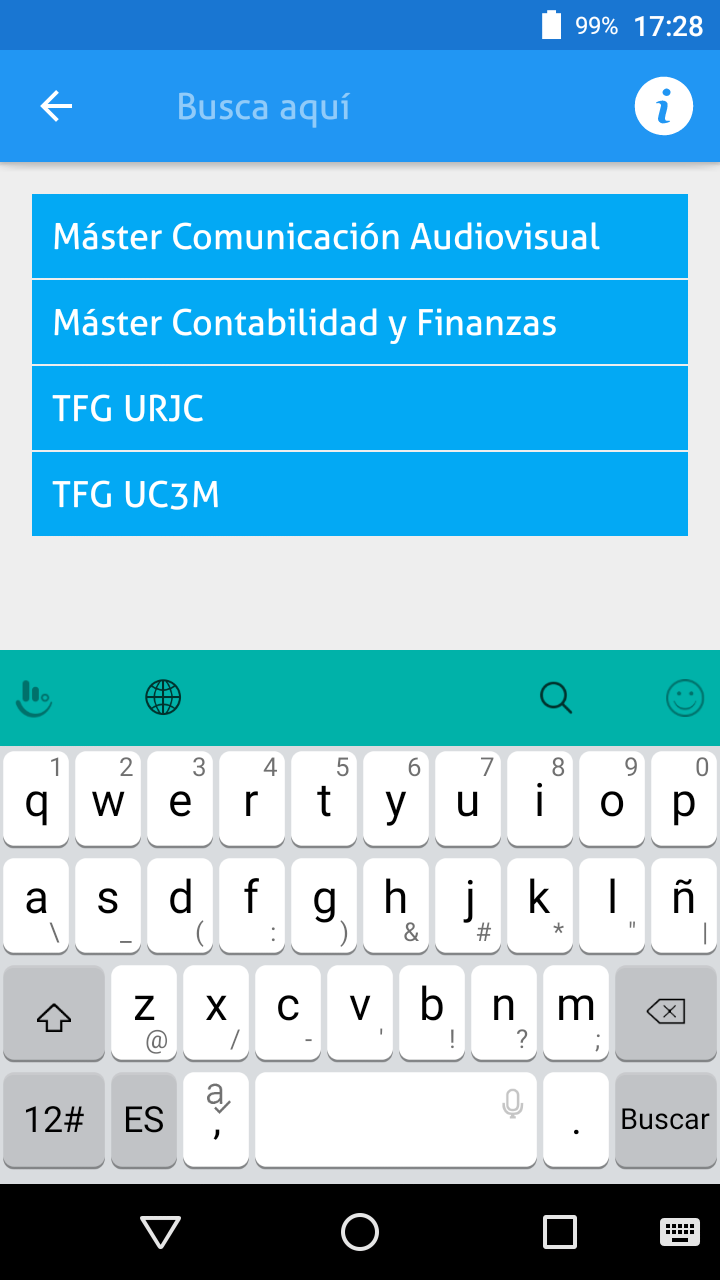 99% 17:28
Busca aquí
Máster Comunicación Audiovisual
Máster Contabilidad y Finanzas
TFG URJC
TFG UC3M
1 2 3 4 5 6 7 8 9 0
q w e r t y u i o p
a s d f g h j k l ñ
\ _ ( : ) & # * " |
z x c v b n m
@ / - ' ! ? ;
12# ES a , . Buscar